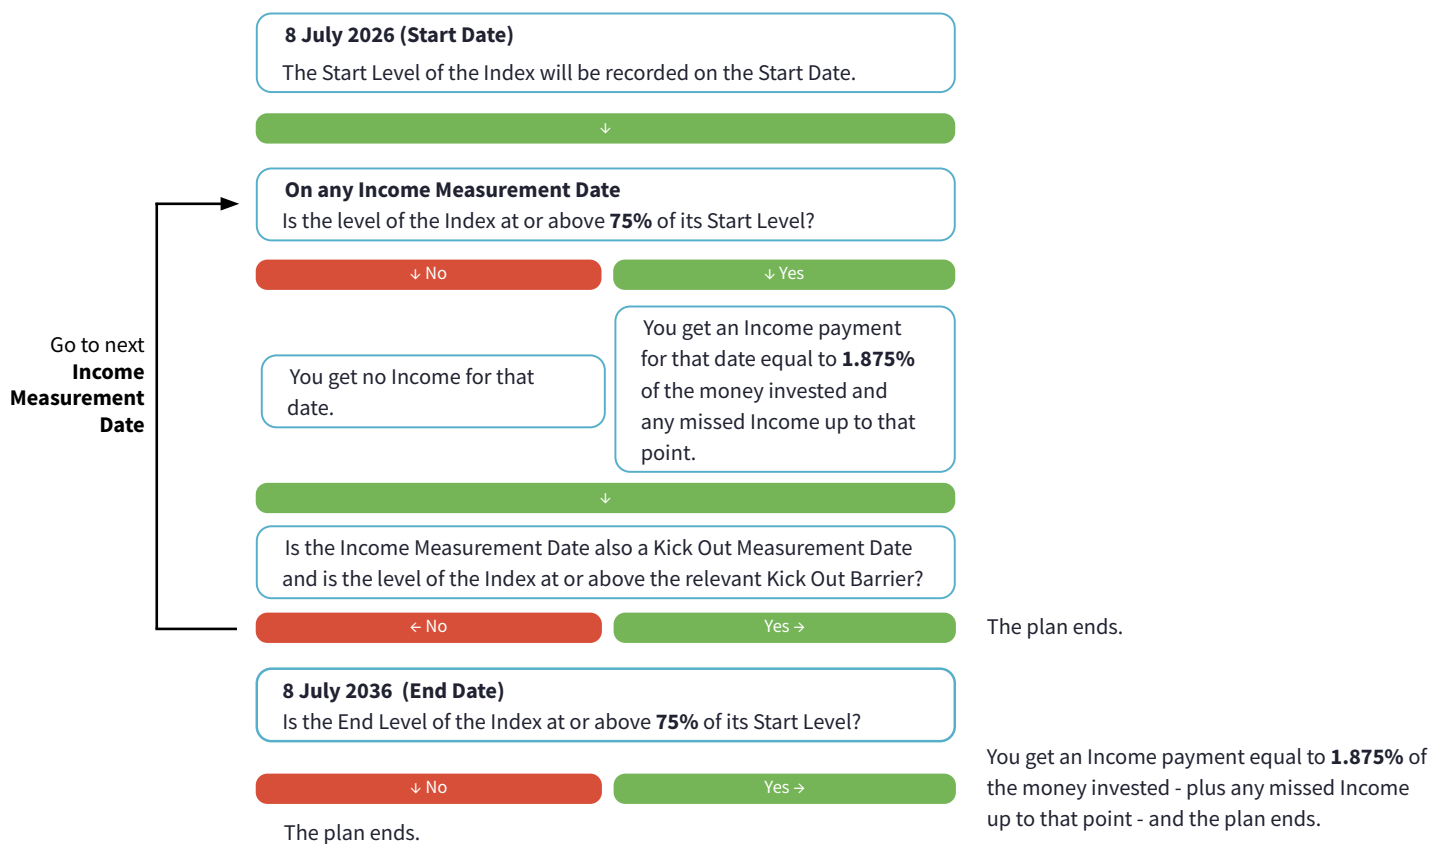 8 July 2026 (Start Date)
The Start Level of the Index will be recorded on the Start Date.
↓
On any Income Measurement Date
Is the level of the Index at or above 75% of its Start Level?
↓ No
↓ Yes
Go to next
Income
Measurement
Date
You get no Income for that
date.
You get an Income payment
for that date equal to 1.875%
of the money invested and
any missed Income up to that
point.
↓
Is the Income Measurement Date also a Kick Out Measurement Date
and is the level of the Index at or above the relevant Kick Out Barrier?
← No
Yes →
The plan ends.
8 July 2036 (End Date)
Is the End Level of the Index at or above 75% of its Start Level?
↓ No
Yes →
You get an Income payment equal to 1.875% of
the money invested - plus any missed Income
up to that point - and the plan ends.
The plan ends.